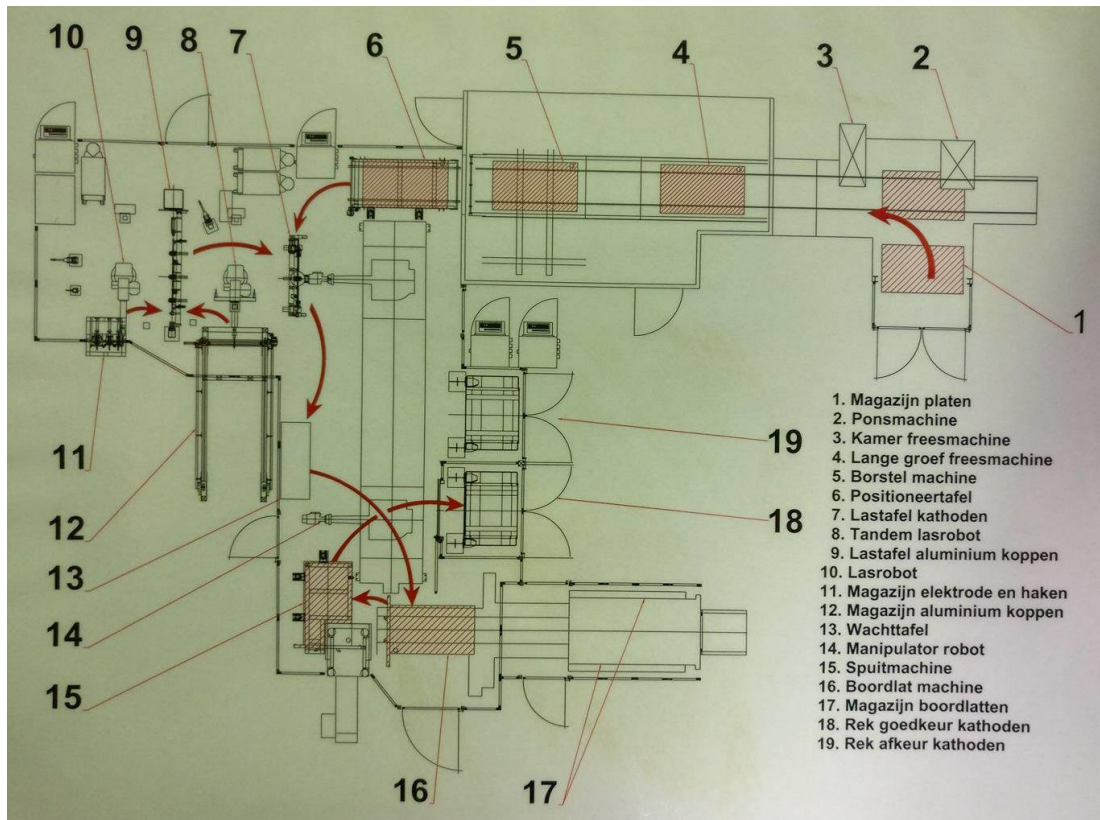 10
9
8
7
6
5
4
3
2
1
11
12
13
14
15
16
17
18
19
1. Magazijn platen
2. Ponsmachine
3. Kamer freesmachine
4. Lange groef freesmachine
5. Borstel machine
6. Positioneertafel
7. Lastafel kathoden
8. Tandem lasrobot
9. Lastafel aluminium koppen
10. Lasrobot
11. Magazijn elektrode en haken
12. Magazijn aluminium koppen
13. Wachttafel
14. Manipulator robot
15. Spuitmachine
16. Boordlat machine
17. Magazijn boordlatten
18. Rek goedkeur kathoden
19. Rek afkeur kathoden